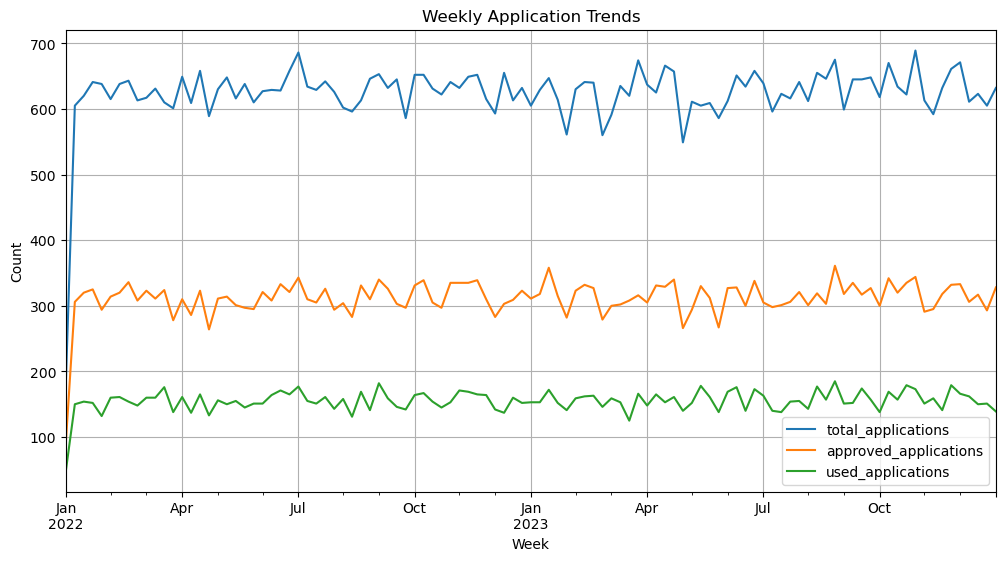 Weekly Application Trends
700
600
500
400
300
200
100
Count
total_applications
approved_applications
used_applications
Jan
2022
Apr
Jul
Oct
Jan
2023
Apr
Jul
Oct
Week